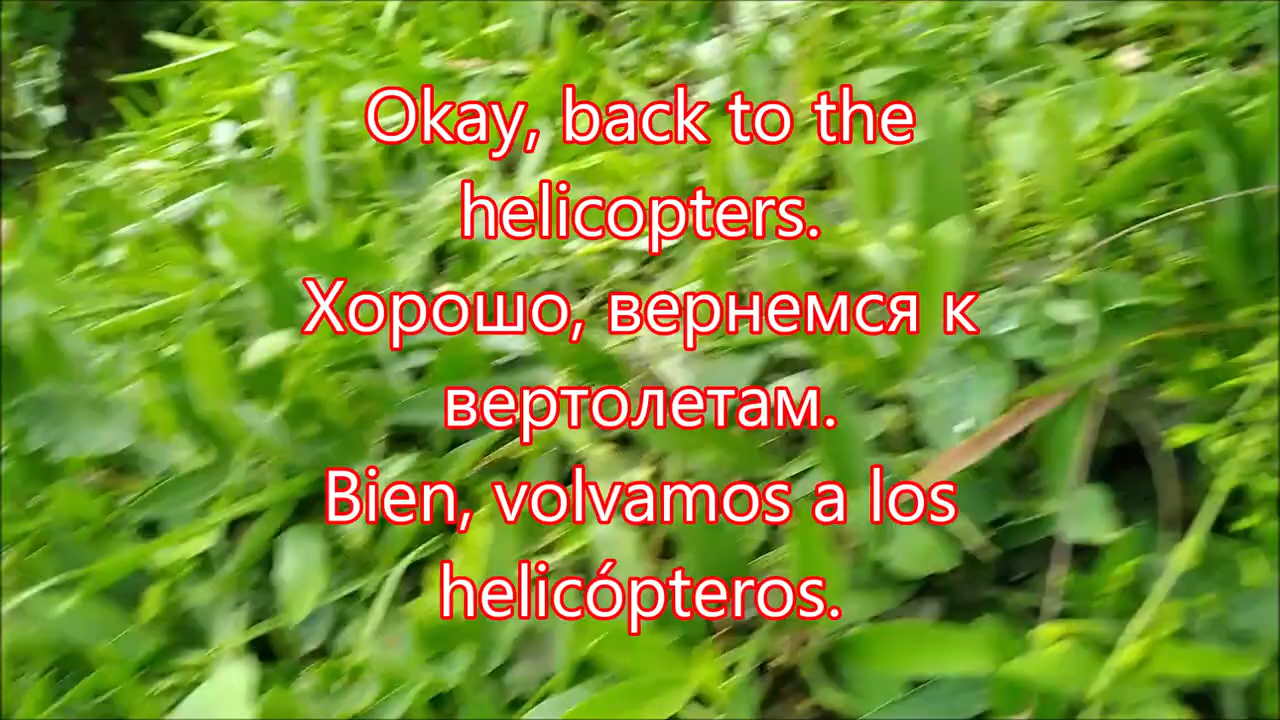 Okay, back to the
helicopters.
Хорошо, вернемся к
вертолетам.
Bien, volvamos a los
helicópteros.